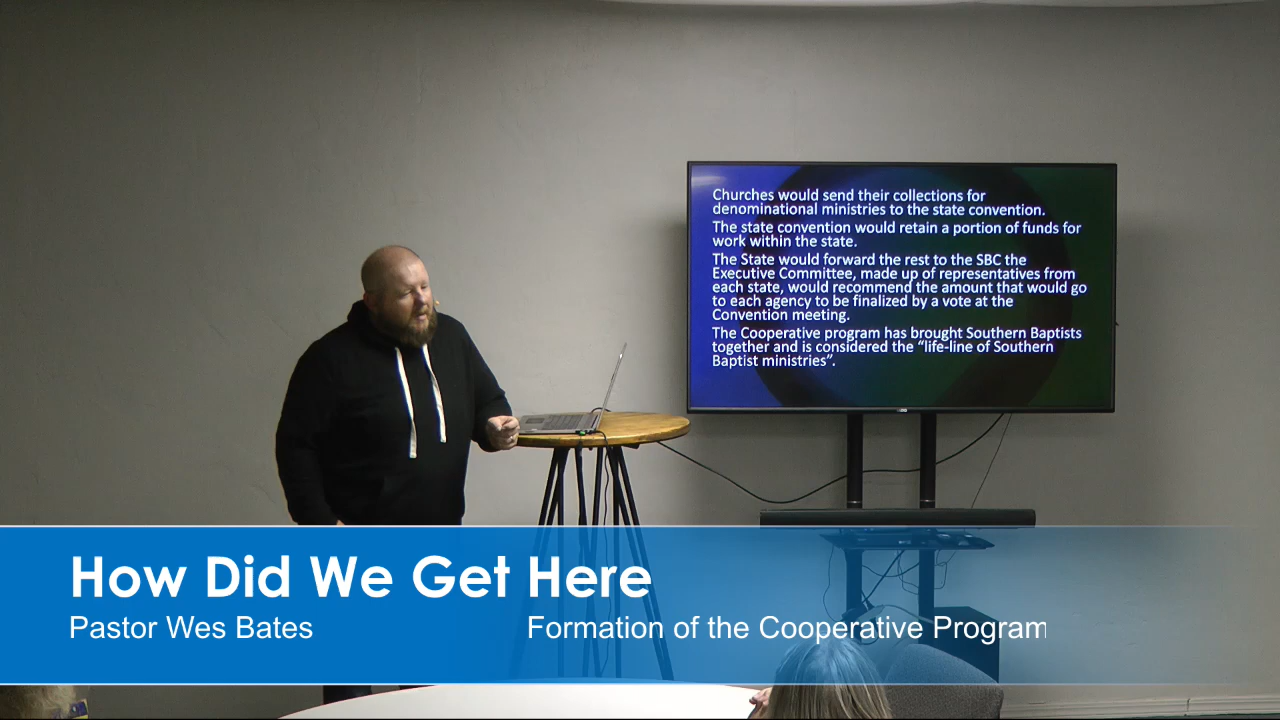 Churches would send their collections for
denominational ministries to the state convention.
The state convention would retain a portion of funds for
work within the state.
The State would forward the rest to the SBC the
Executive Committee, made up of representatives from
each state, would recommend the amount that would go
to each agency to be finalized by a vote at the
Convention meeting.
The Cooperative program has brought Southern Baptists
together and is considered the “life-line of Southern
Baptist ministries”.
How Did We Get Here
Pastor Wes Bates
Formation of the Cooperative Program